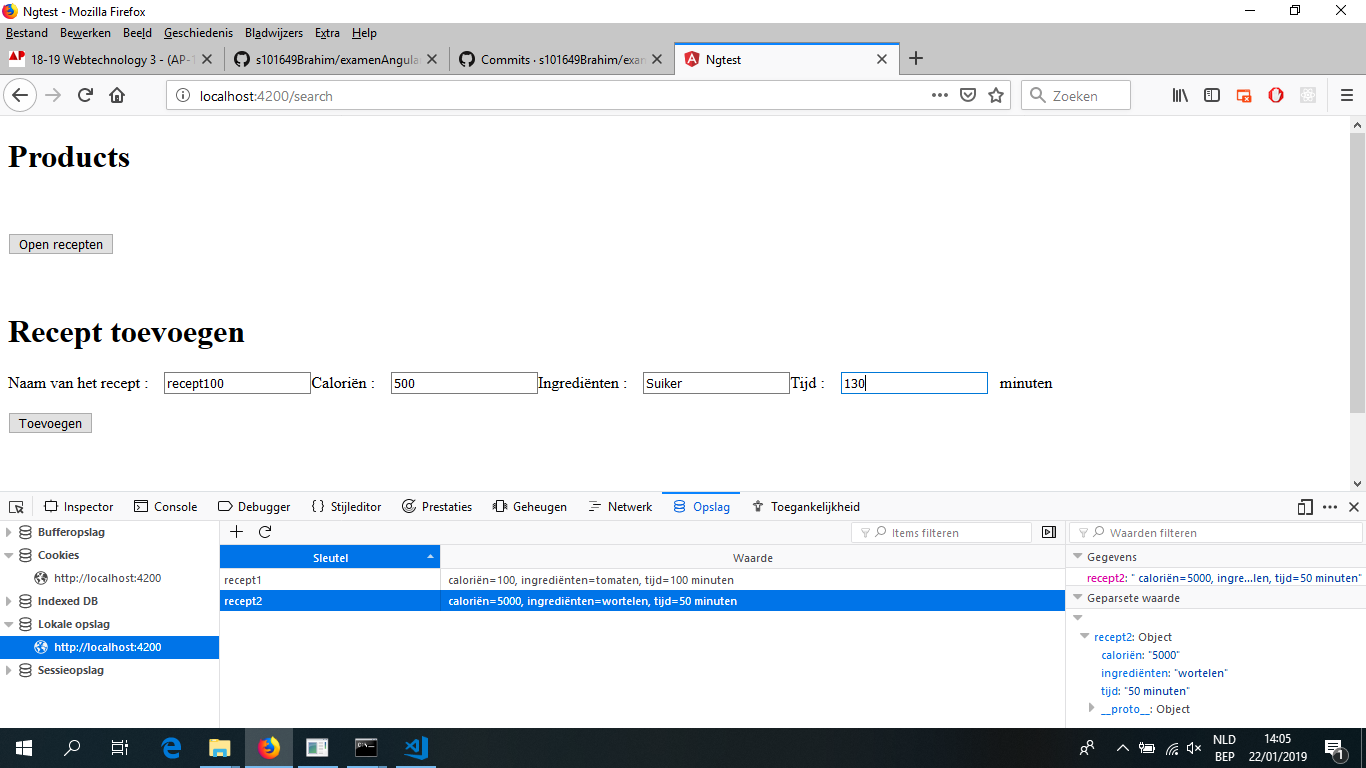 Ngtest - Mozilla Firefox
Bestand Bewerken Beeld Geschiedenis Bladwijzers Extra Help
18-19 Webtechnology 3 - (AP-1
s101649Brahim/examenAngula
Commits · s101649Brahim/exam
Ngtest
localhost:4200/search
Zoeken
Products
Open recepten
Recept toevoegen
Naam van het recept : recept100 Caloriën : 500 Ingrediënten : Suiker Tijd : 130 minuten
Toevoegen
Inspector Console Debugger Stijleditor Prestaties Geheugen Netwerk Opslag Toegankelijkheid
Bufferopslag
Cookies
http://localhost:4200
Indexed DB
Lokale opslag
http://localhost:4200
Sessieopslag
Items filteren
Sleutel Waarde
recept1 caloriën=100, ingrediënten=tomaten, tijd=100 minuten
recept2 caloriën=5000, ingrediënten=wortelen, tijd=50 minuten
Waarden filteren
Gegevens
recept2: " caloriën=5000, ingre...len, tijd=50 minuten"
Geparsete waarde
recept2: Object
caloriën: "5000"
ingrediënten: "wortelen"
tijd: "50 minuten"
__proto__: Object
NLD
BEP
14:05
22/01/2019
1